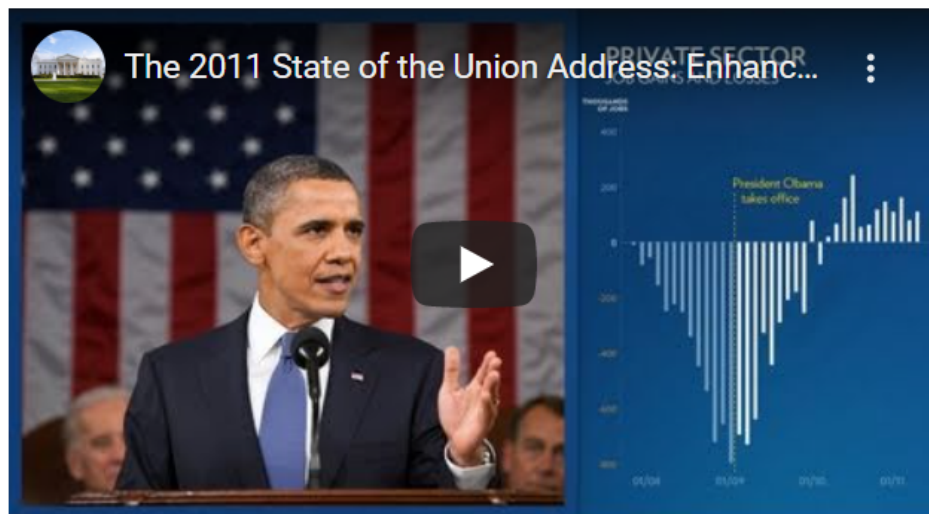 The 2011 State of the Union Address: Enhanc...
PRIVATE SECTOR
JOB GAINS AND LOSSES
THOUSANDS
OF JOBS
400
200
0
-200
-400
-600
-800
President Obama
takes office
01/08
01/09
01/10
01/11